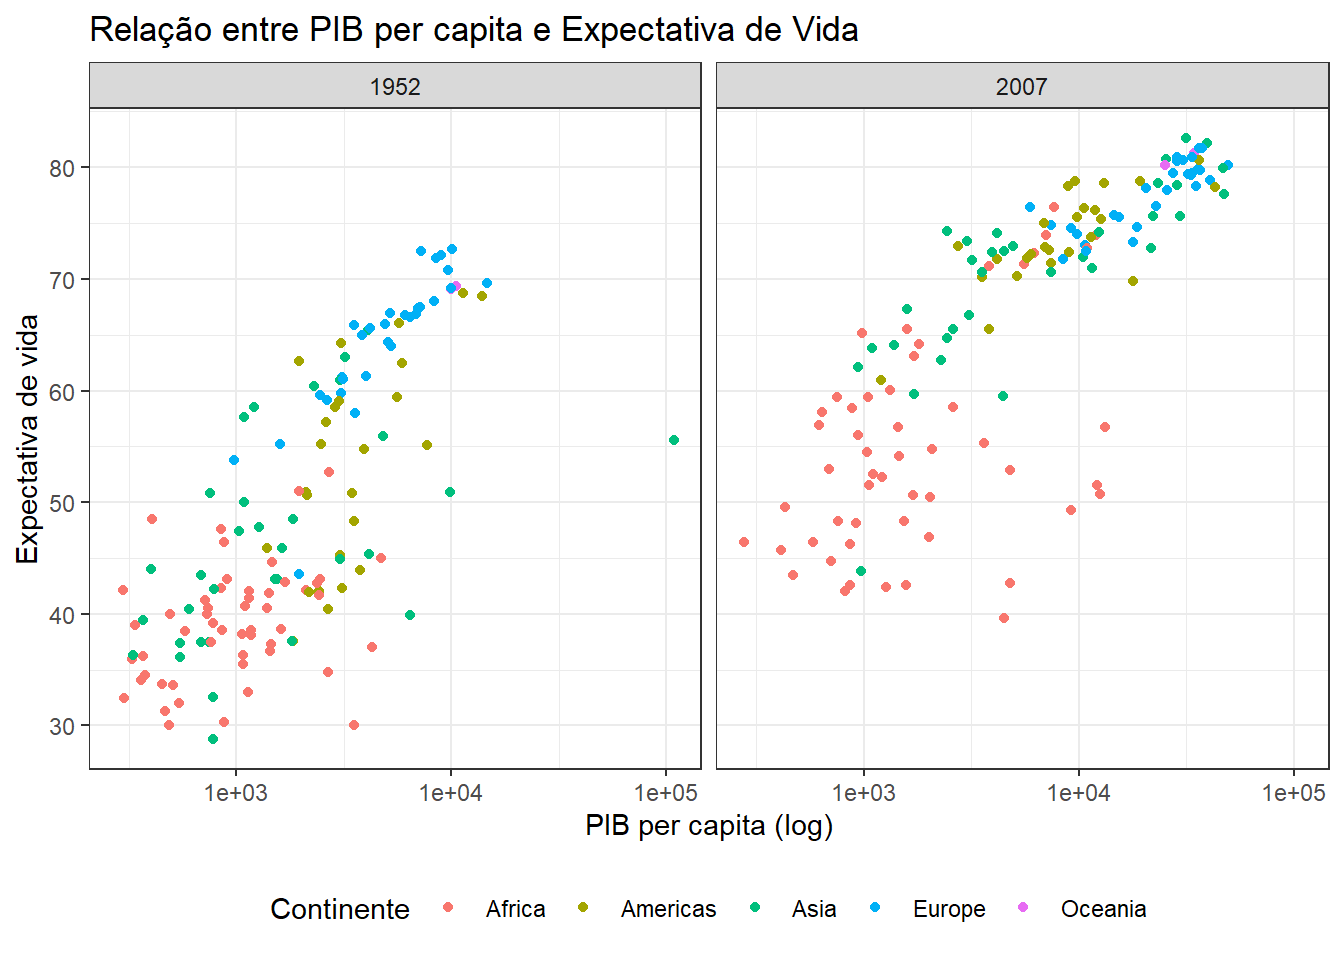 Relação entre PIB per capita e Expectativa de Vida
1952
2007
Expectativa de vida
80
70
60
50
40
30
1e+03
1e+04
1e+05
1e+03
1e+04
1e+05
PIB per capita (log)
Continente
Africa
Americas
Asia
Europe
Oceania